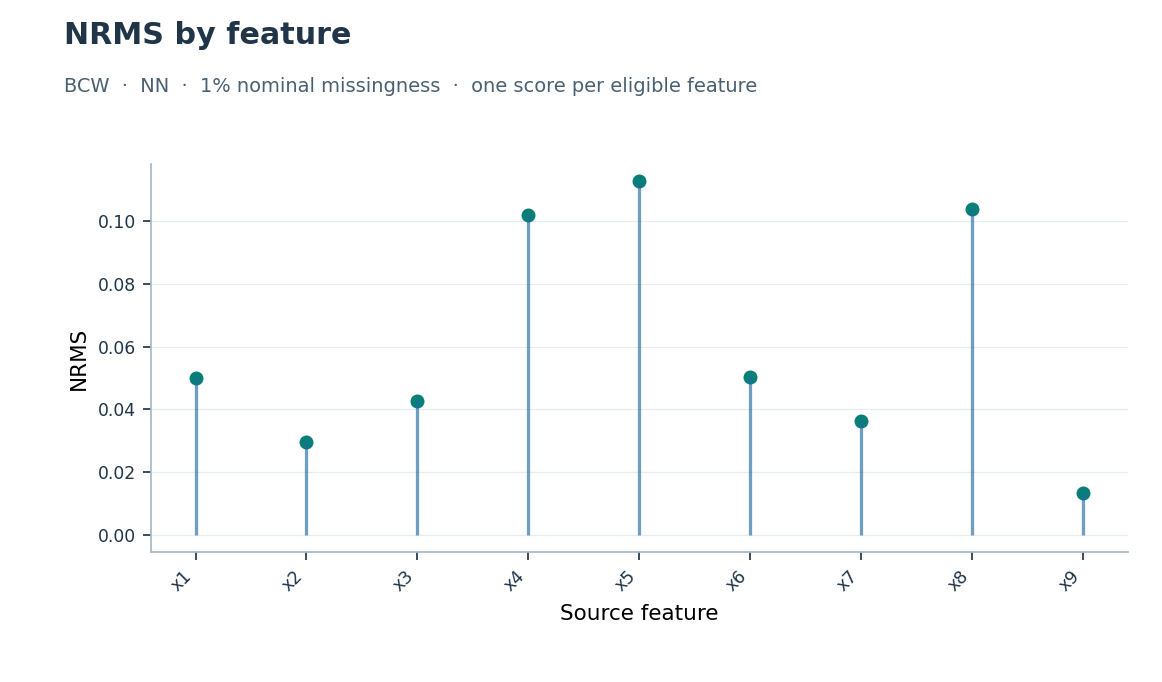 NRMS by feature
BCW · NN · 1% nominal missingness · one score per eligible feature
NRMS
0.10
0.08
0.06
0.04
0.02
0.00
x1 x2 x3 x4 x5 x6 x7 x8 x9
Source feature